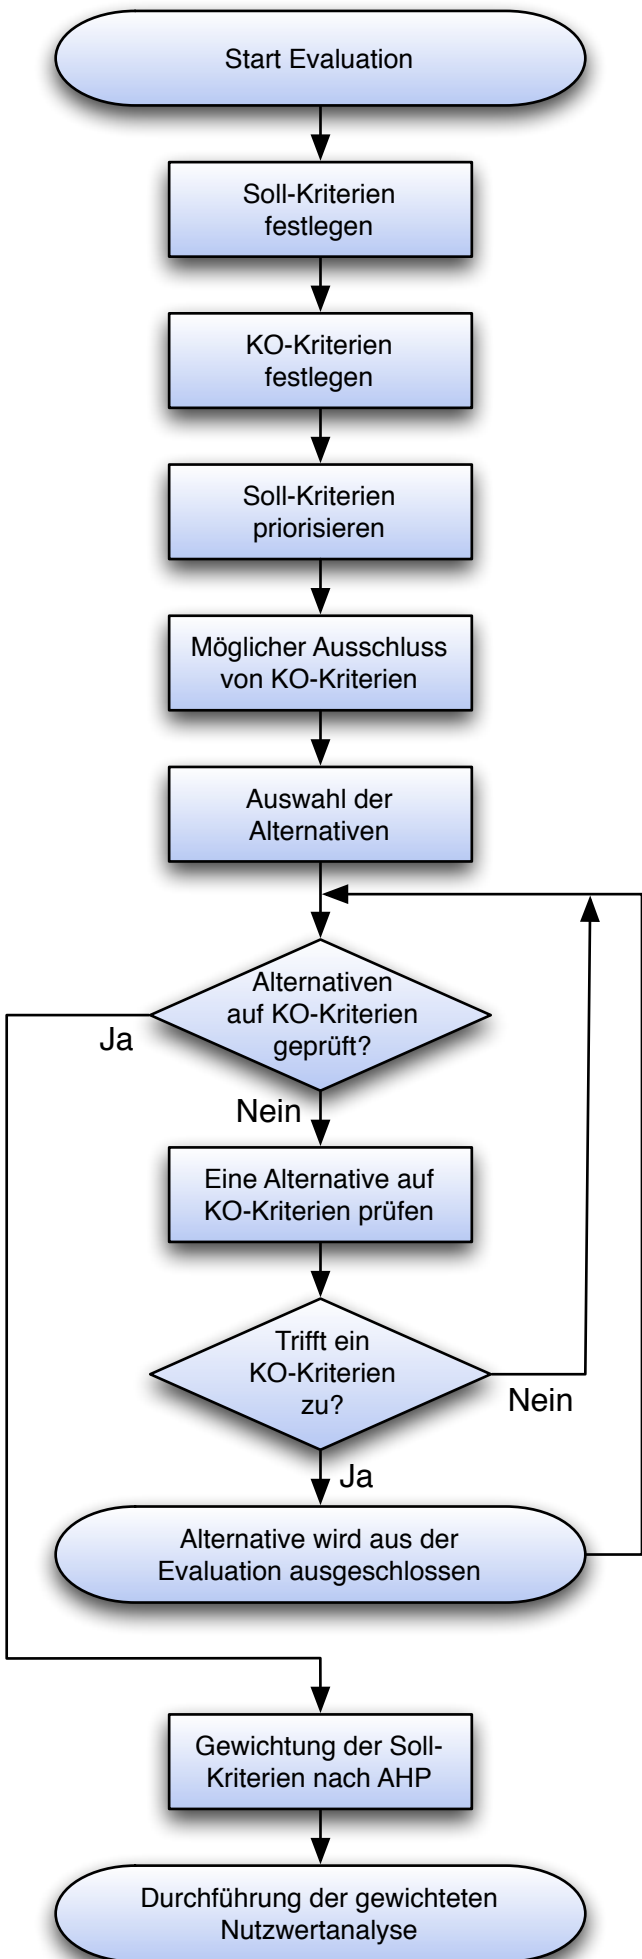 Start Evaluation
Soll-Kriterien
festlegen
KO-Kriterien
festlegen
Soll-Kriterien
priorisieren
Möglicher Ausschluss
von KO-Kriterien
Auswahl der
Alternativen
Alternativen
auf KO-Kriterien
geprüft?
Ja
Nein
Eine Alternative auf
KO-Kriterien prüfen
Trifft ein
KO-Kriterien
zu?
Nein
Ja
Alternative wird aus der
Evaluation ausgeschlossen
Gewichtung der Soll-
Kriterien nach AHP
Durchführung der gewichteten
Nutzwertanalyse